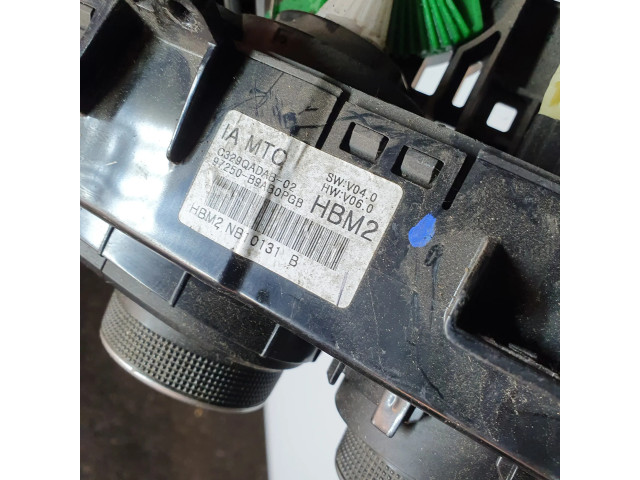 IA MTC
C329QADAB-02
97250-B9A30PGB
SW:V04.0
HW:V06.0
HBM2
HBM2 NB 0131 B